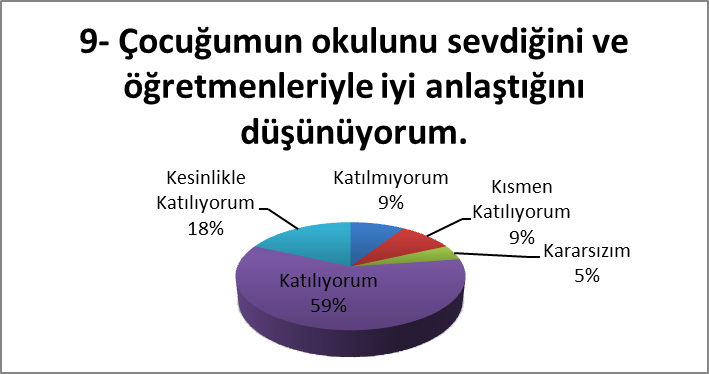 9- Çocuğumun okulunu sevdiğini ve
öğretmenleriyle iyi anlaştığını
düşünüyorum.
Kesinlikle
Katılıyorum
18%
Katılmıyorum
9%
Kısmen
Katılıyorum
9%
Kararsızım
5%
Katılıyorum
59%